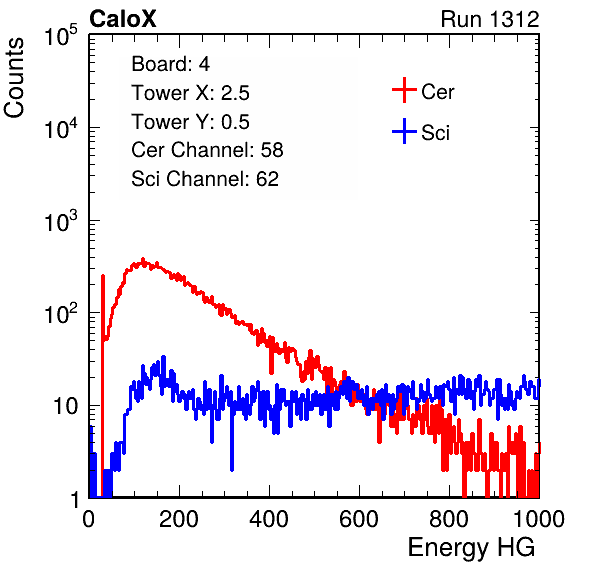 CaloX Run 1312
Counts
10^5
10^4
10^3
10^2
10
1
Board: 4
Tower X: 2.5
Tower Y: 0.5
Cer Channel: 58
Sci Channel: 62
Cer
Sci
0 200 400 600 800 1000
Energy HG